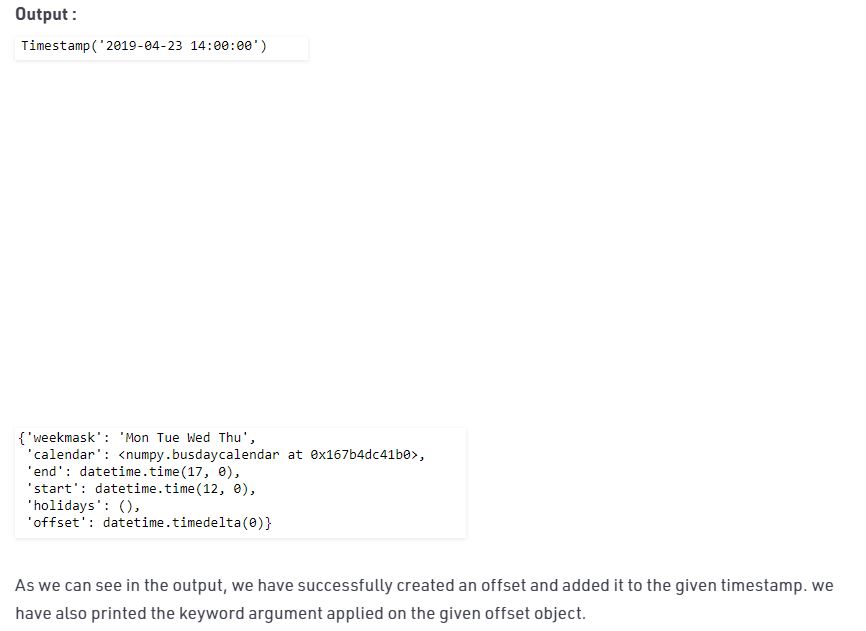 Output :
Timestamp('2019-04-23 14:00:00')
{'weekmask': 'Mon Tue Wed Thu',
'calendar': <numpy.busdaycalendar at 0x167b4dc41b0>,
'end': datetime.time(17, 0),
'start': datetime.time(12, 0),
'holidays': (),
'offset': datetime.timedelta(0)}
As we can see in the output, we have successfully created an offset and added it to the given timestamp. we
have also printed the keyword argument applied on the given offset object.